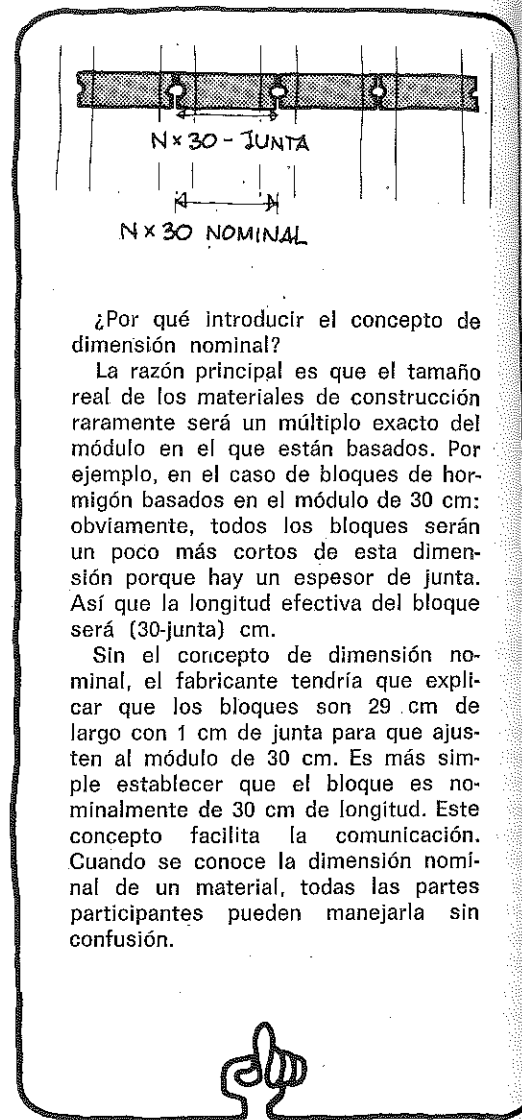 N × 30 - JUNTA
N × 30 NOMINAL
¿Por qué introducir el concepto de
dimensión nominal?
La razón principal es que el tamaño
real de los materiales de construcción
raramente será un múltiplo exacto del
módulo en el que están basados. Por
ejemplo, en el caso de bloques de hor-
migón basados en el módulo de 30 cm:
obviamente, todos los bloques serán
un poco más cortos de esta dimen-
sión porque hay un espesor de junta.
Así que la longitud efectiva del bloque
será (30-junta) cm.
Sin el concepto de dimensión no-
minal, el fabricante tendría que expli-
car que los bloques son 29 cm de
largo con 1 cm de junta para que ajus-
ten al módulo de 30 cm. Es más sim-
ple establecer que el bloque es no-
minalmente de 30 cm de longitud. Este
concepto facilita la comunicación.
Cuando se conoce la dimensión nomi-
nal de un material, todas las partes
participantes pueden manejarla sin
confusión.